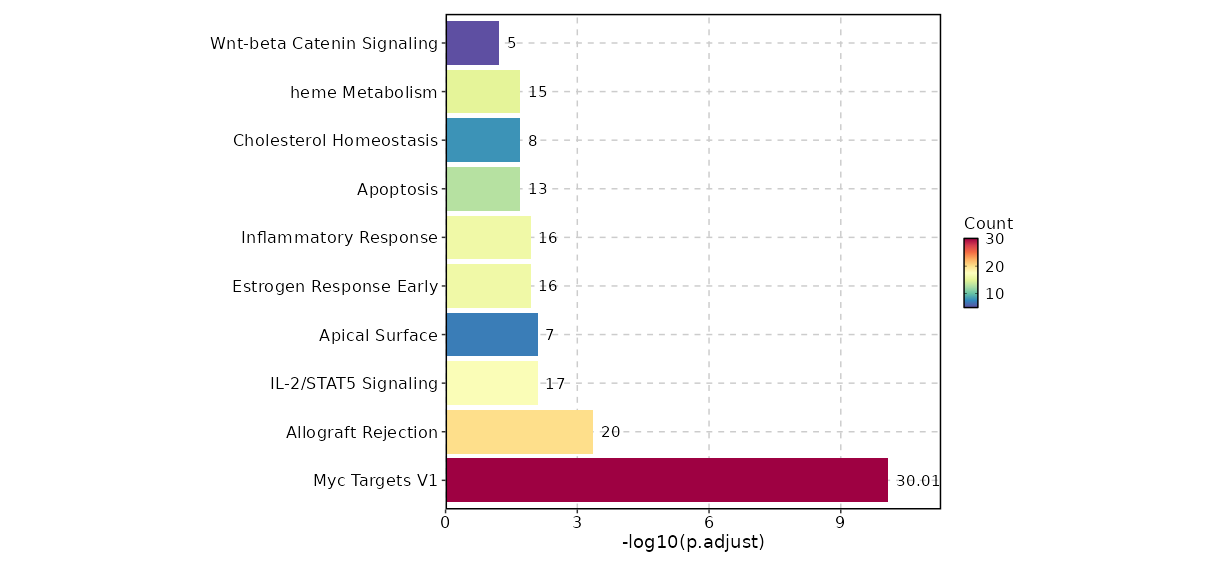 Wnt-beta Catenin Signaling 5
heme Metabolism 15
Cholesterol Homeostasis 8
Apoptosis 13
Inflammatory Response 16
Estrogen Response Early 16
Apical Surface 7
IL-2/STAT5 Signaling 17
Allograft Rejection 20
Myc Targets V1 30.01
0 3 6 9
-log10(p.adjust)
Count
30
20
10